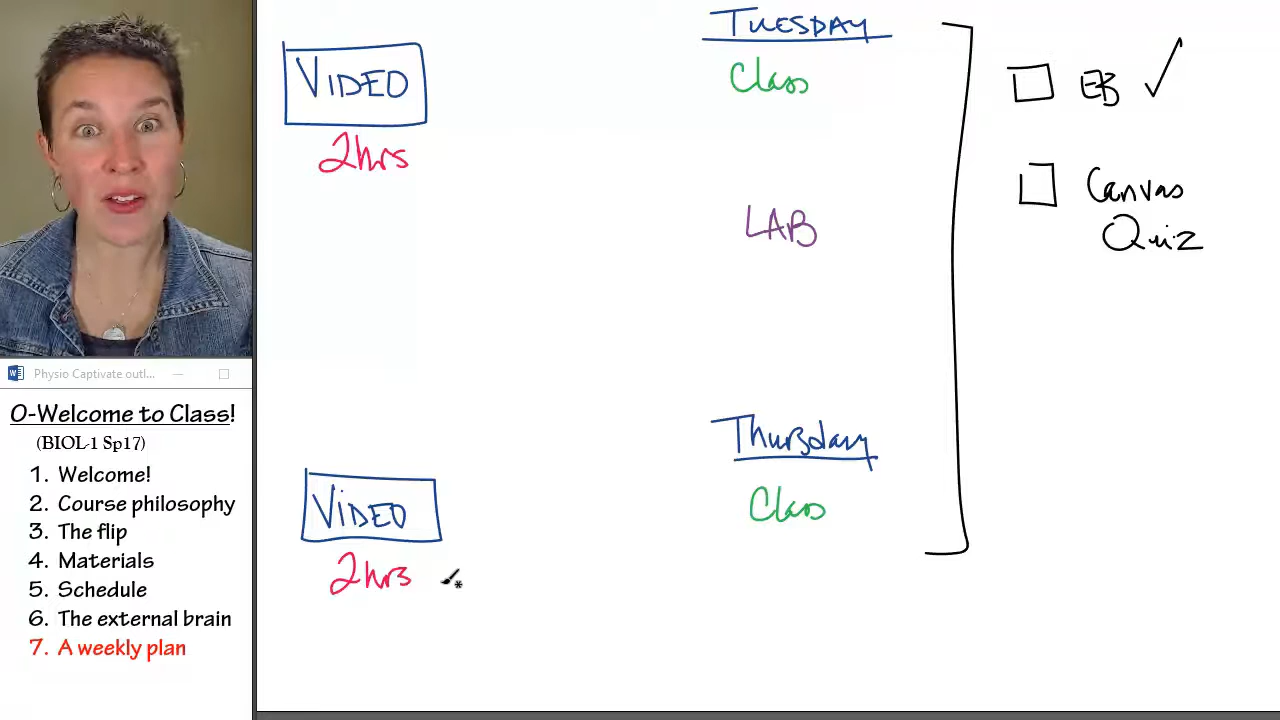 VIDEO
2hrs
TUESDAY
Class
LAB
EB
Canvas
Quiz
Thursday
Class
VIDEO
2hrs
Physio Captivate outl...
O-Welcome to Class!
(BIOL-1 Sp17)
1. Welcome!
2. Course philosophy
3. The flip
4. Materials
5. Schedule
6. The external brain
7. A weekly plan